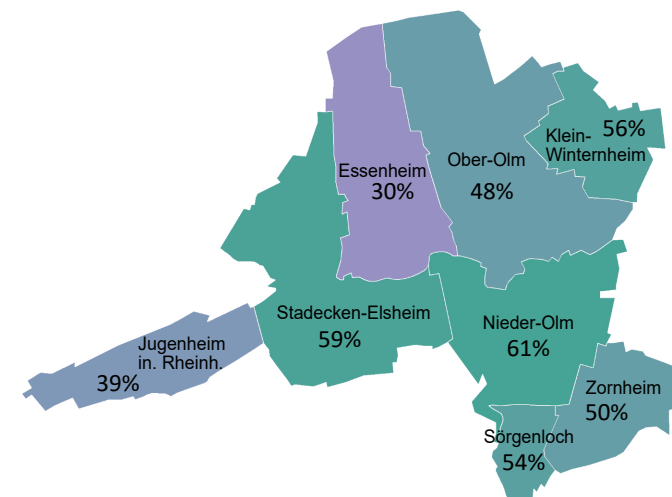 56%
Klein-
Winternheim
Essenheim
30%
Ober-Olm
48%
Stadecken-Elsheim
59%
Nieder-Olm
61%
Jugenheim
in. Rheinh.
39%
Zornheim
50%
Sörgenloch
54%